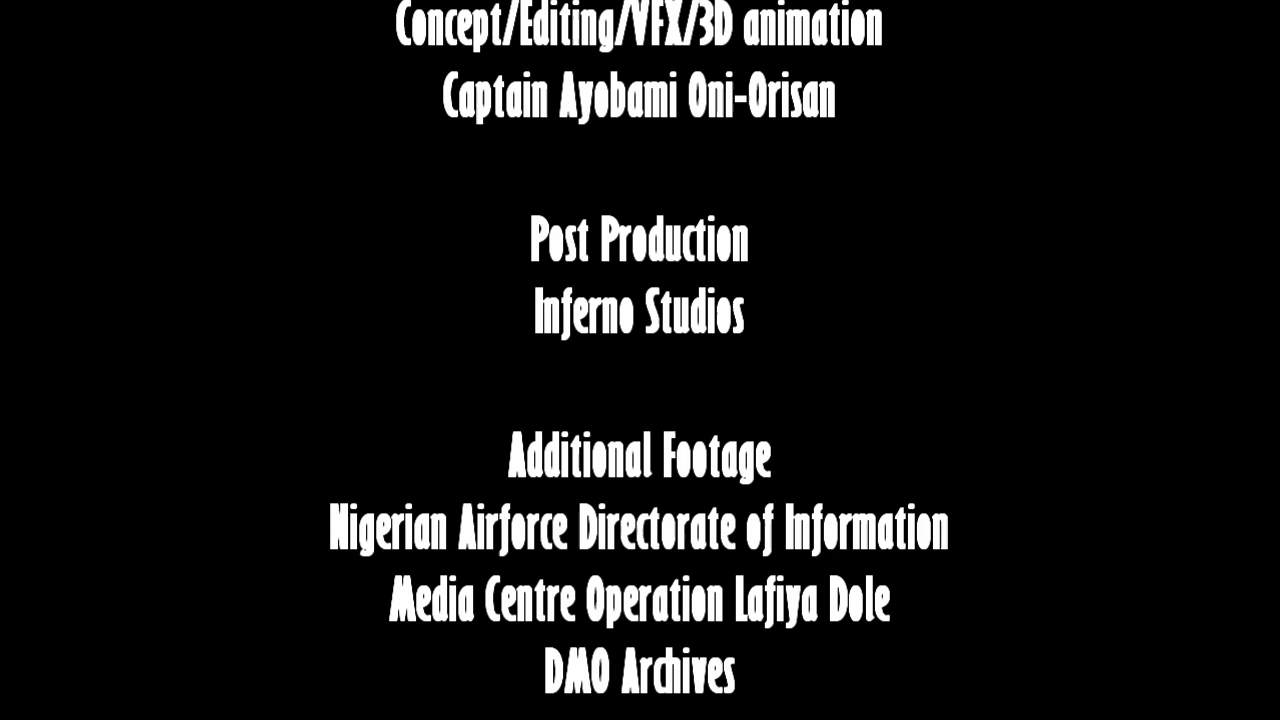 Concept/Editing/VFX/3D animation
Captain Ayobami Oni-Orisan
Post Production
Inferno Studios
Additional Footage
Nigerian Airforce Directorate of Information
Media Centre Operation Lafiya Dole
DMO Archives